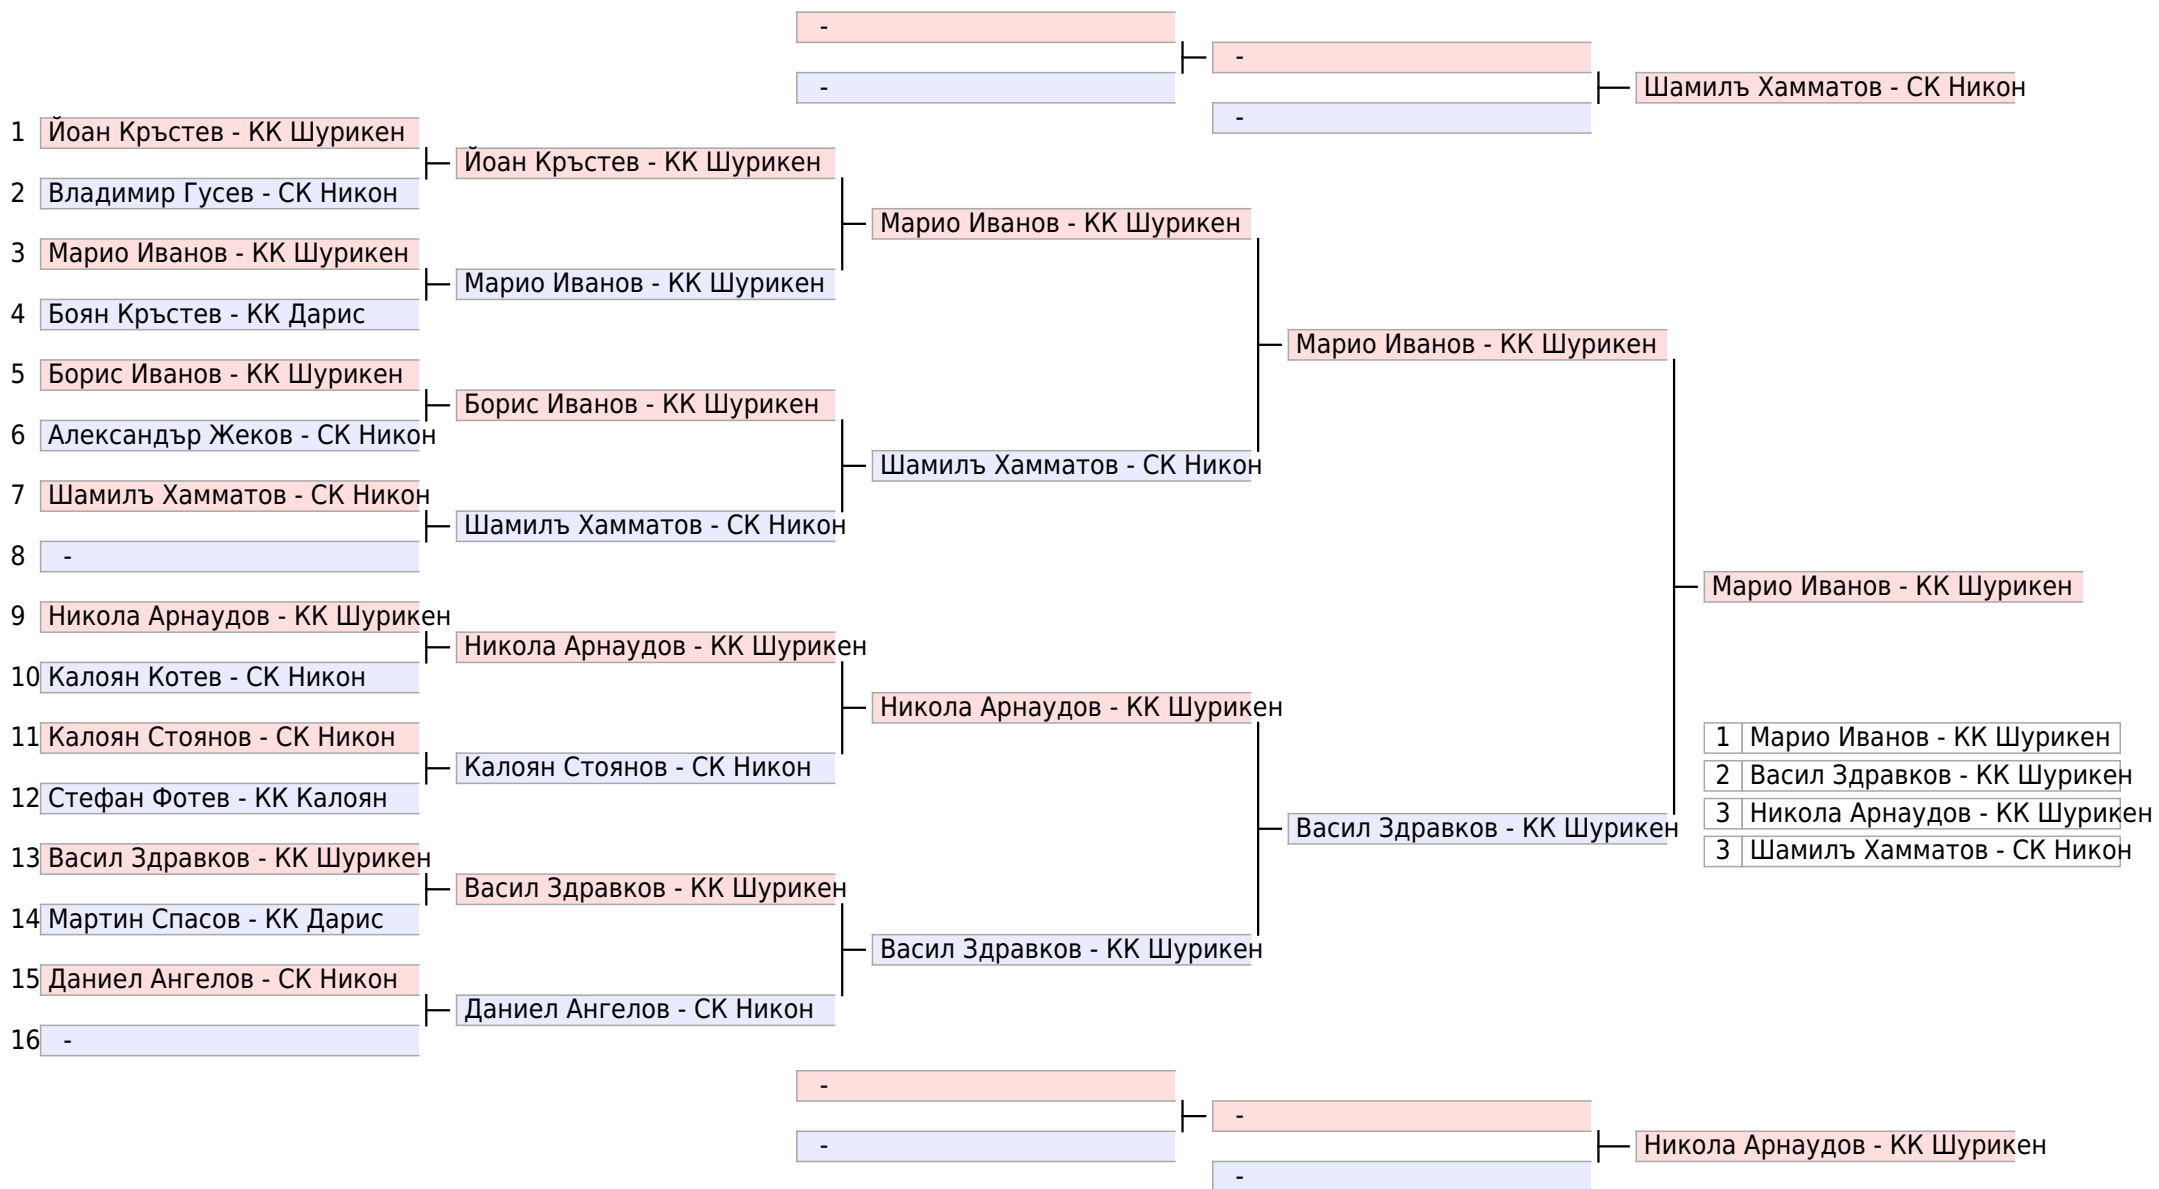 -
-
-
-
Шамилъ Хамматов - СК Никон
1 Йоан Кръстев - КК Шурикен
2 Владимир Гусев - СК Никон
3 Марио Иванов - КК Шурикен
4 Боян Кръстев - КК Дарис
5 Борис Иванов - КК Шурикен
6 Александър Жеков - СК Никон
7 Шамилъ Хамматов - СК Никон
8 -
9 Никола Арнаудов - КК Шурикен
10 Калоян Котев - СК Никон
11 Калоян Стоянов - СК Никон
12 Стефан Фотев - КК Калоян
13 Васил Здравков - КК Шурикен
14 Мартин Спасов - КК Дарис
15 Даниел Ангелов - СК Никон
16 -
Йоан Кръстев - КК Шурикен
Марио Иванов - КК Шурикен
Борис Иванов - КК Шурикен
Шамилъ Хамматов - СК Никон
Никола Арнаудов - КК Шурикен
Калоян Стоянов - СК Никон
Васил Здравков - КК Шурикен
Даниел Ангелов - СК Никон
Марио Иванов - КК Шурикен
Шамилъ Хамматов - СК Никон
Никола Арнаудов - КК Шурикен
Васил Здравков - КК Шурикен
Марио Иванов - КК Шурикен
Васил Здравков - КК Шурикен
Марио Иванов - КК Шурикен
1 Марио Иванов - КК Шурикен
2 Васил Здравков - КК Шурикен
3 Никола Арнаудов - КК Шурикен
3 Шамилъ Хамматов - СК Никон
-
-
-
-
Никола Арнаудов - КК Шурикен